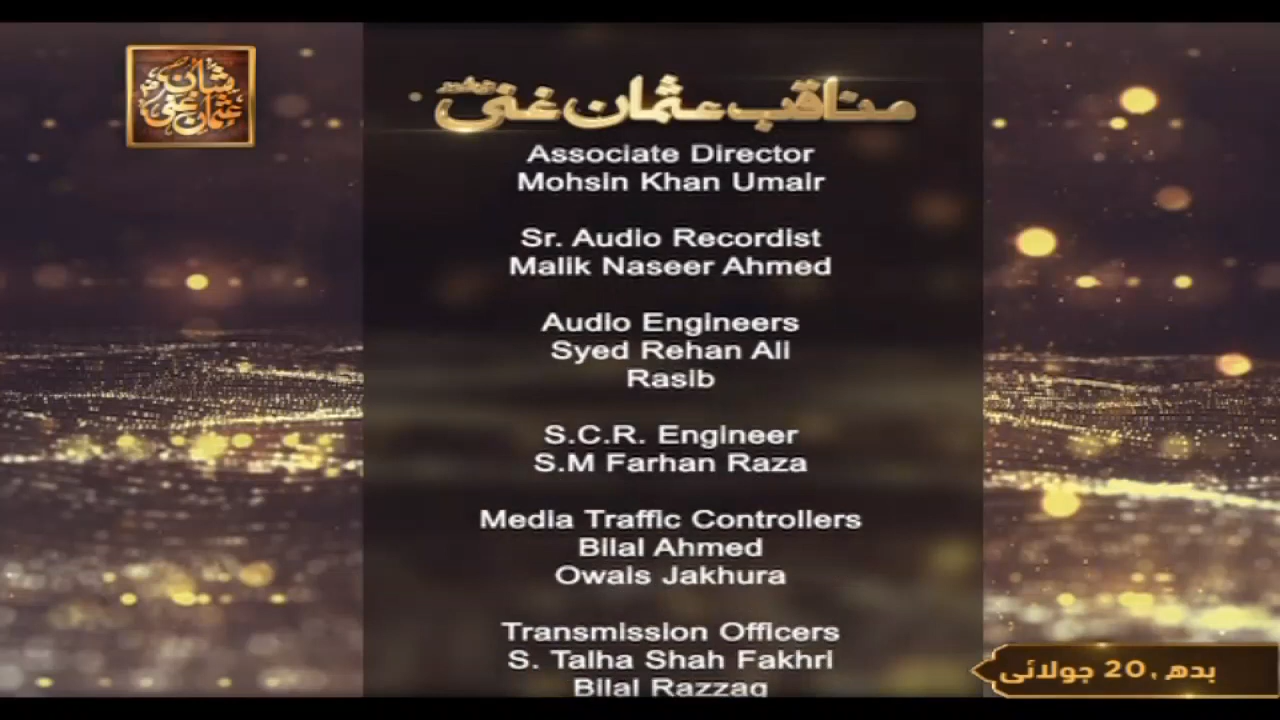 شان
عثمان غنی
مناقب عثمان غنی
Associate Director
Mohsin Khan Umair
Sr. Audio Recordist
Malik Naseer Ahmed
Audio Engineers
Syed Rehan Ali
Rasib
S.C.R. Engineer
S.M Farhan Raza
Media Traffic Controllers
Bilal Ahmed
Owais Jakhura
Transmission Officers
S. Talha Shah Fakhri
Bilal Razzaq
بدھ ,20 جولائی